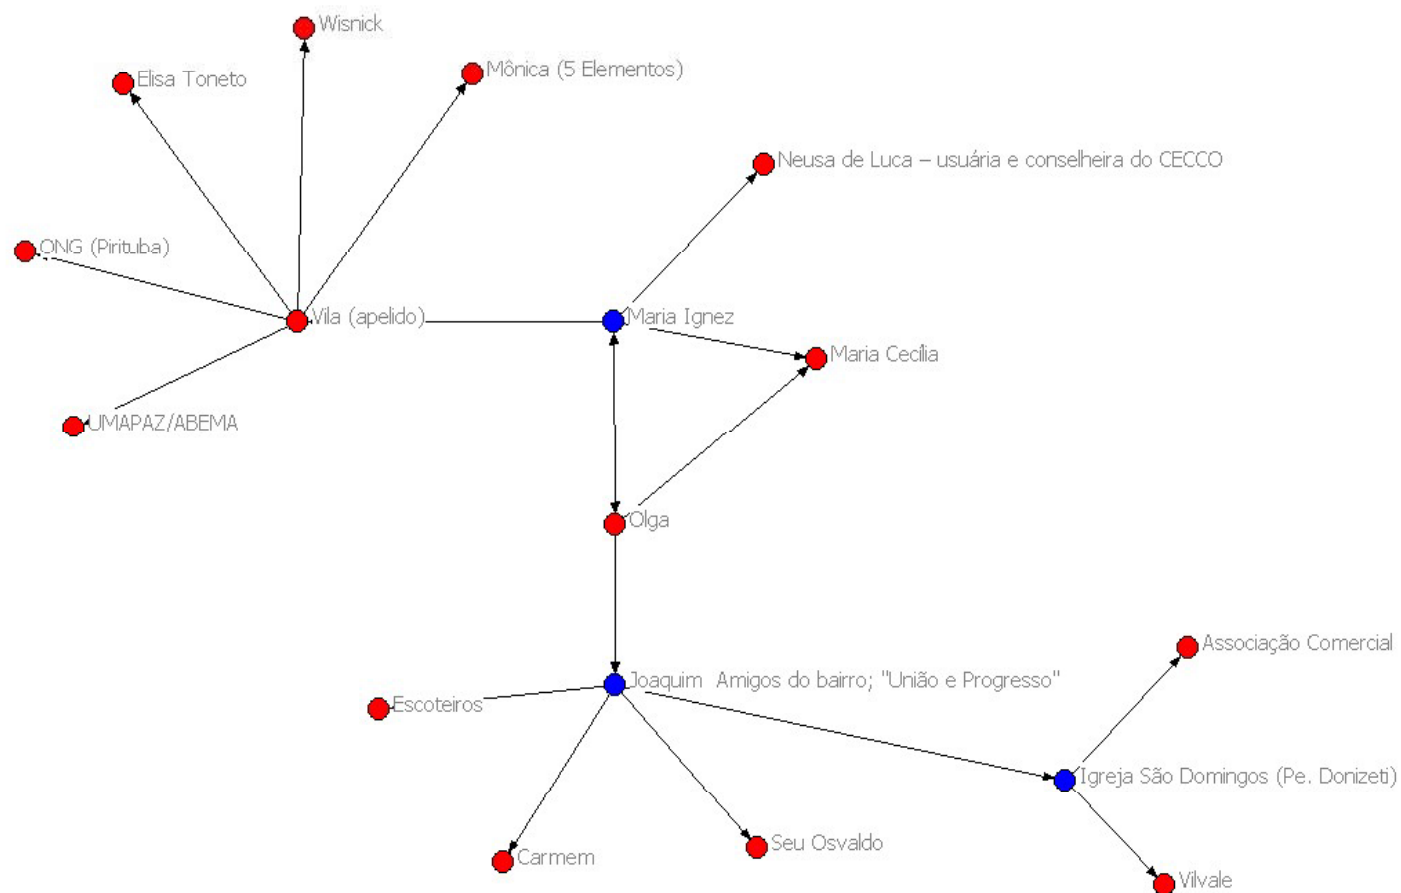 Wisnick
Elisa Toneto
Mônica (5 Elementos)
Neusa de Luca – usuária e conselheira do CECCO
ONG (Pirituba)
Vila (apelido)
Maria Ignez
Maria Cecília
UMAPAZ/ABEMA
Olga
Associação Comercial
Joaquim Amigos do bairro; "União e Progresso"
Escoteiros
Igreja São Domingos (Pe. Donizeti)
Seu Osvaldo
Carmem
Vilvale